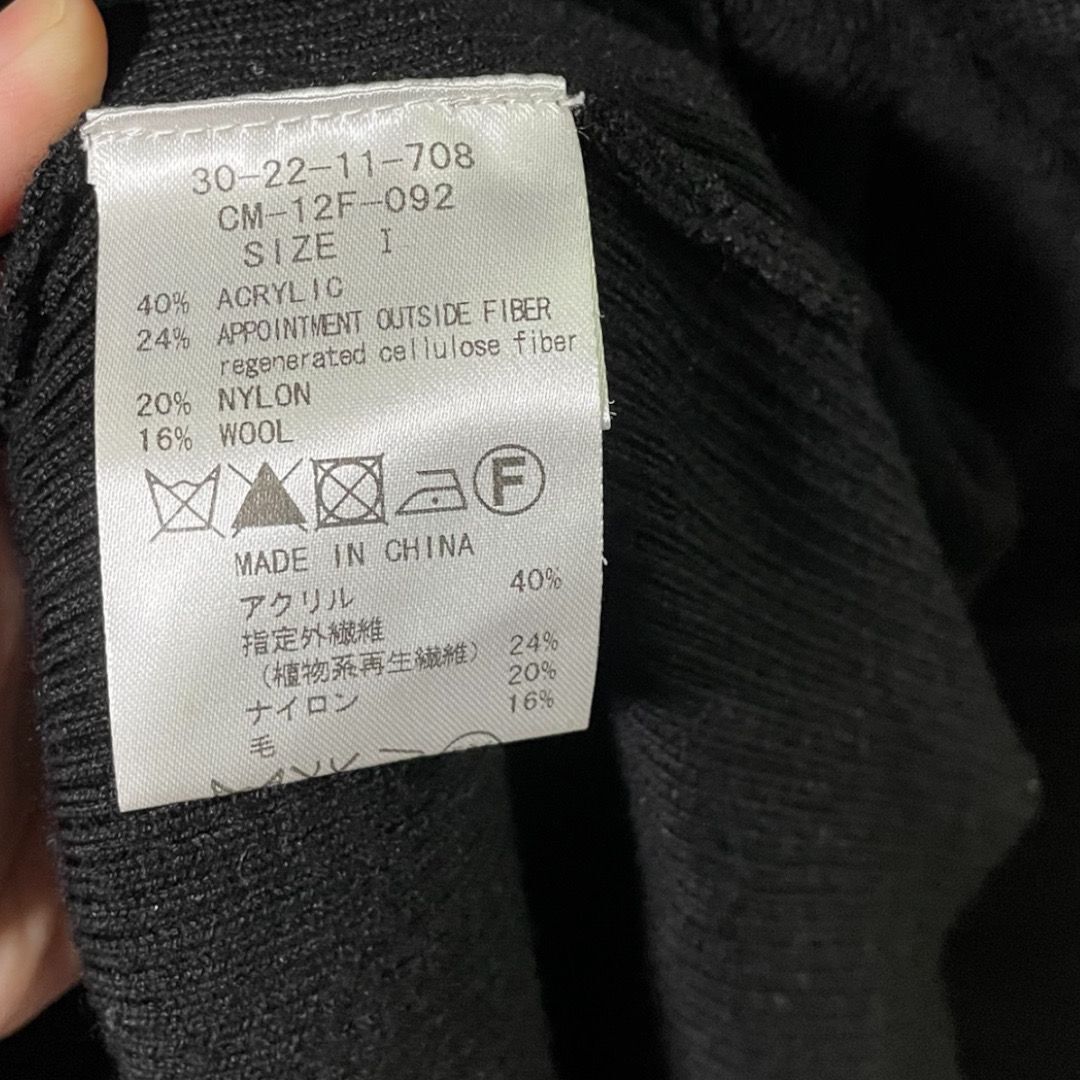 30-22-11-708
CM-12F-092
SIZE I
40% ACRYLIC
24% APPOINTMENT OUTSIDE FIBER
regenerated cellulose fiber
20% NYLON
16% WOOL
F
MADE IN CHINA
アクリル 40%
指定外繊維
(植物系再生繊維) 24%
ナイロン 20%
毛 16%